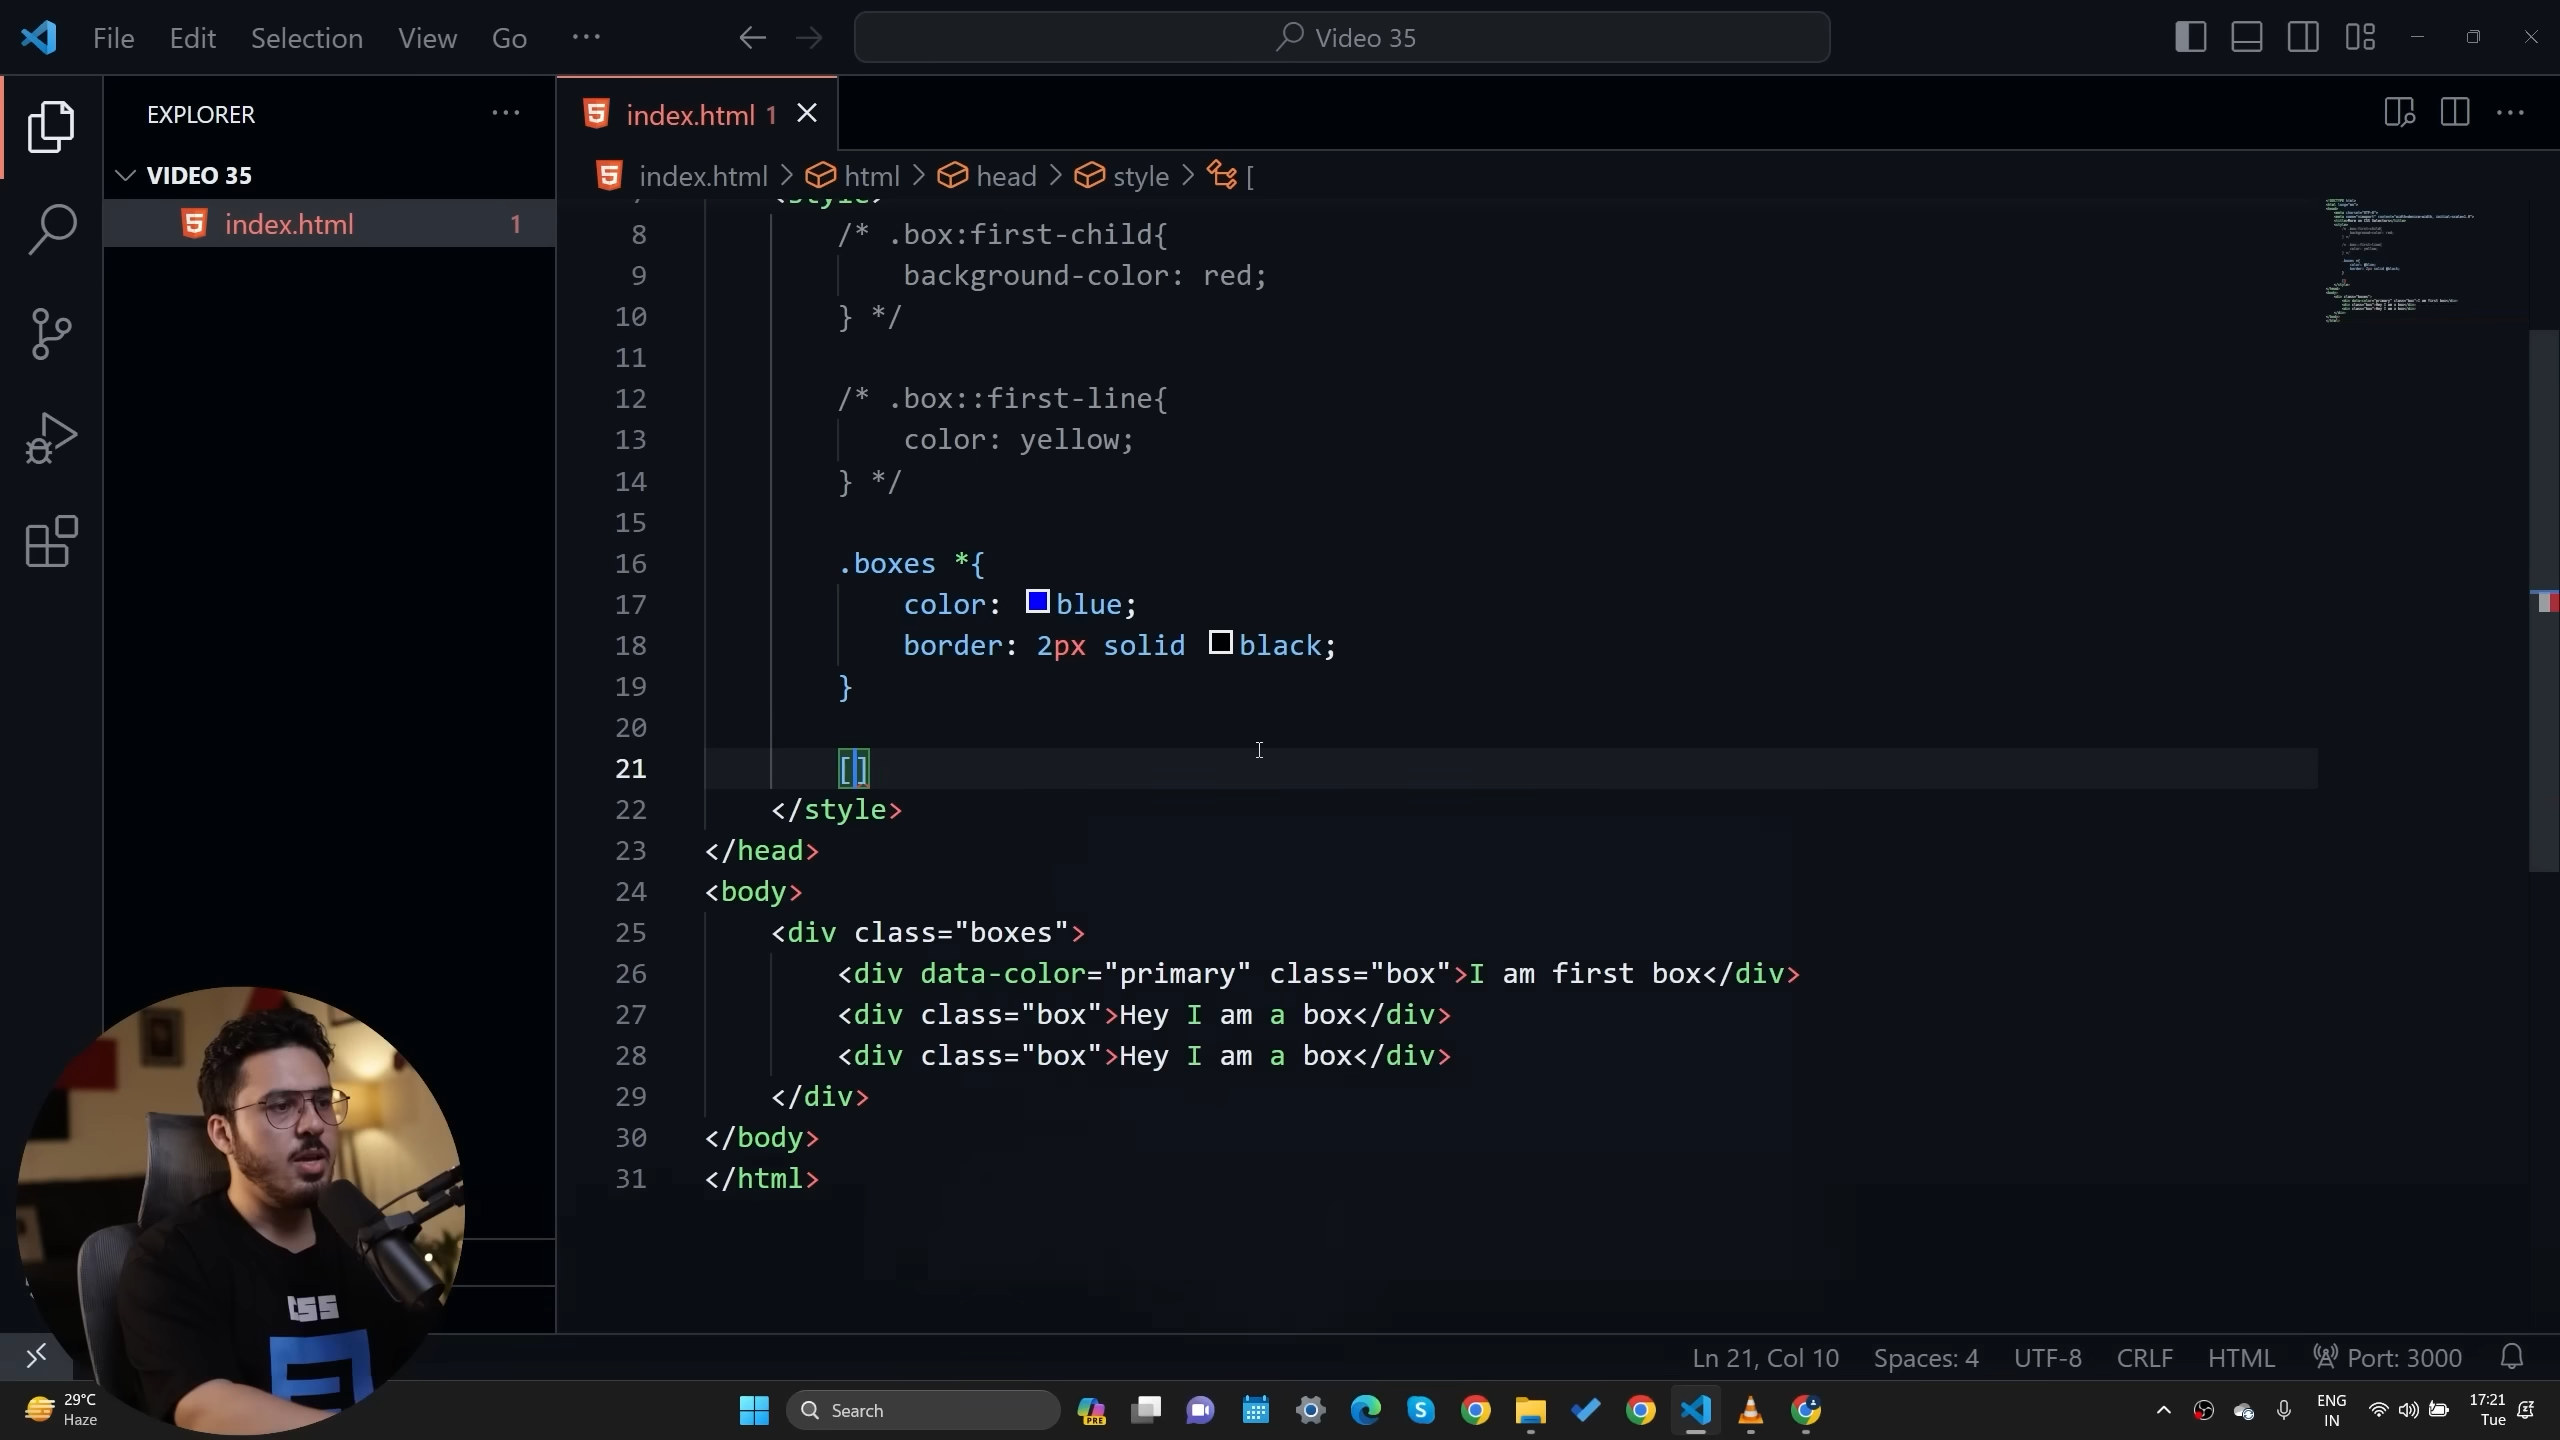 File Edit Selection View Go ···
Video 35
EXPLORER ···
VIDEO 35
index.html 1
index.html 1
index.html > html > head > style > [
7 <style>
8 /* .box:first-child{
9 background-color: red;
10 } */
11
12 /* .box::first-line{
13 color: yellow;
14 } */
15
16 .boxes *{
17 color: blue;
18 border: 2px solid black;
19 }
20
21 []
22 </style>
23 </head>
24 <body>
25 <div class="boxes">
26 <div data-color="primary" class="box">I am first box</div>
27 <div class="box">Hey I am a box</div>
28 <div class="box">Hey I am a box</div>
29 </div>
30 </body>
31 </html>
CSS
Ln 21, Col 10 Spaces: 4 UTF-8 CRLF HTML Port: 3000
29°C
Haze
Search
PRE
ENG
IN
17:21
Tue